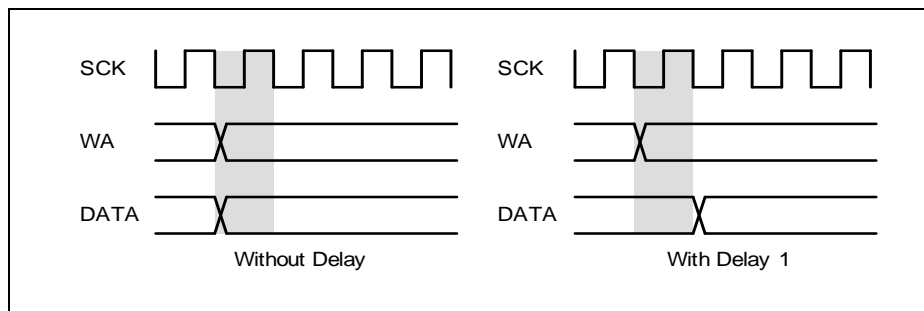 SCK
WA
DATA
Without Delay
SCK
WA
DATA
With Delay 1